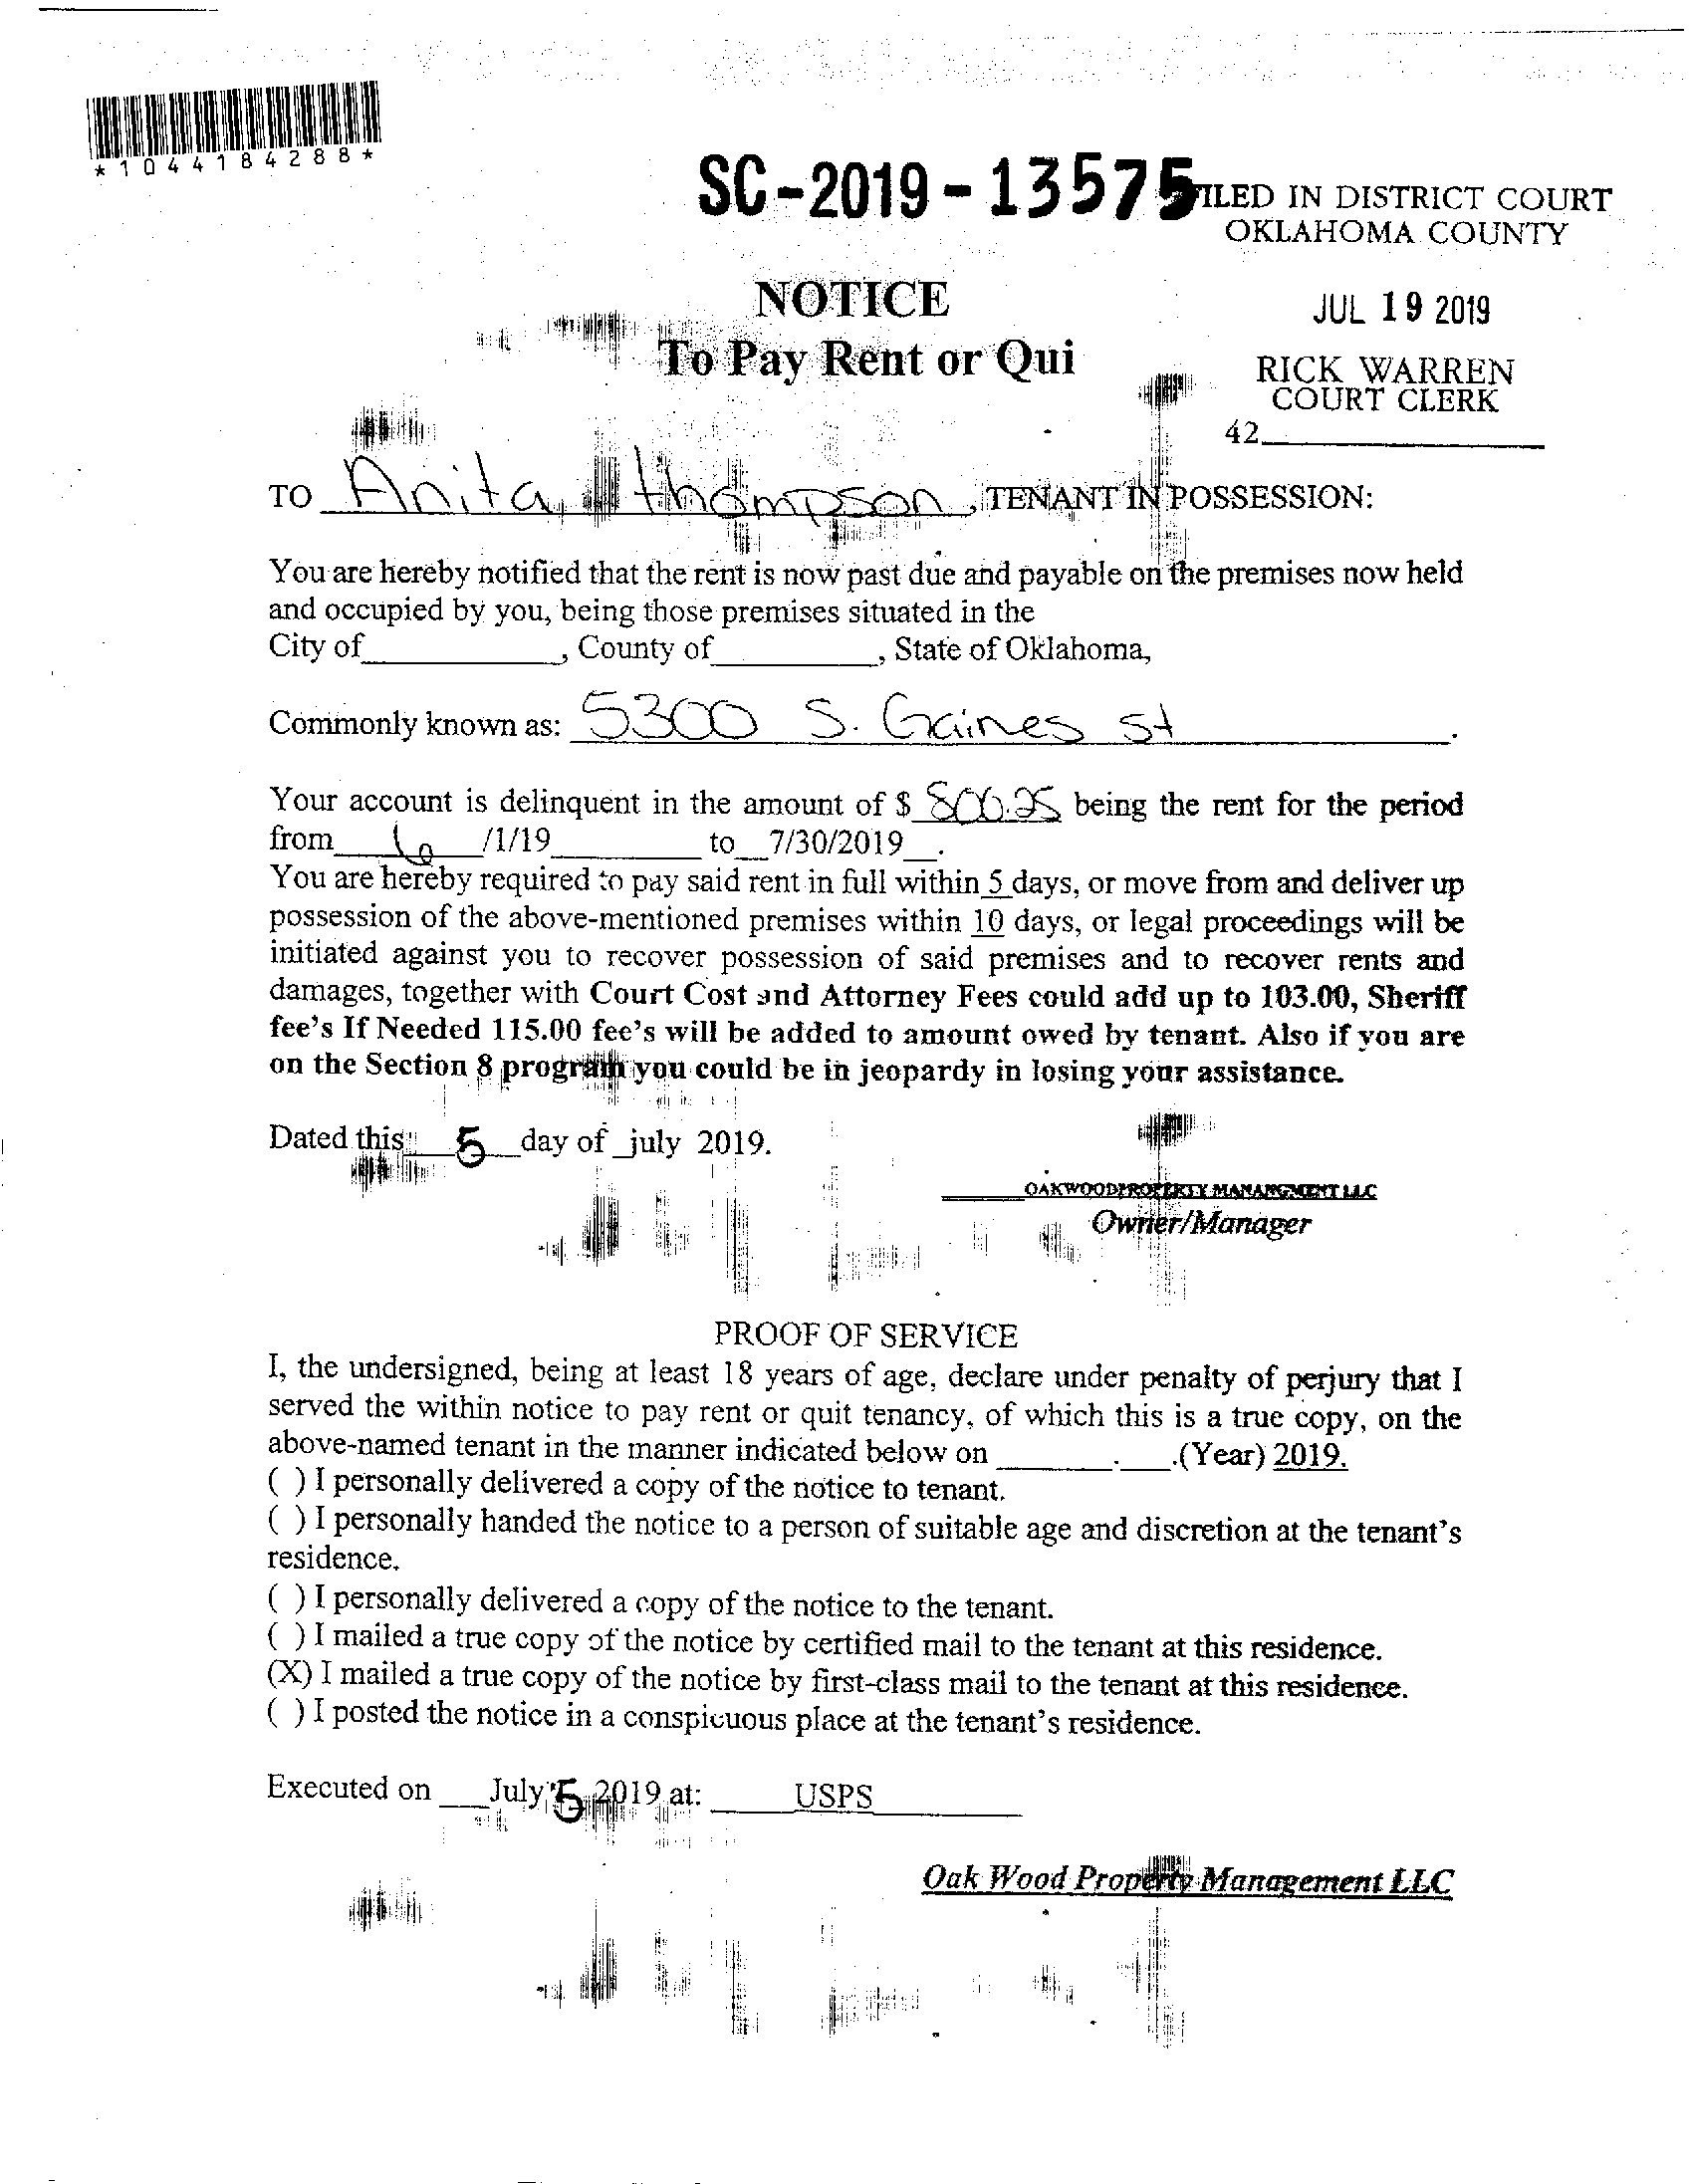 *1044184288*
SC-2019-13575
FILED IN DISTRICT COURT
OKLAHOMA COUNTY
JUL 19 2019
RICK WARREN
COURT CLERK
42
NOTICE
To Pay Rent or Qui
TO Anita thompson, TENANT IN POSSESSION:
You are hereby notified that the rent is now past due and payable on the premises now held
and occupied by you, being those premises situated in the
City of____________, County of__________, State of Oklahoma,
Commonly known as: 5300 S. Gaines St.
Your account is delinquent in the amount of $ 800.25 being the rent for the period
from 6 /1/19 to 7/30/2019.
You are hereby required to pay said rent in full within 5 days, or move from and deliver up
possession of the above-mentioned premises within 10 days, or legal proceedings will be
initiated against you to recover possession of said premises and to recover rents and
damages, together with Court Cost and Attorney Fees could add up to 103.00, Sheriff
fee's If Needed 115.00 fee's will be added to amount owed by tenant. Also if you are
on the Section 8 program you could be in jeopardy in losing your assistance.
Dated this 5 day of july 2019.
OAKWOODPROPERTY MANANGMENT LLC
Owner/Manager
PROOF OF SERVICE
I, the undersigned, being at least 18 years of age, declare under penalty of perjury that I
served the within notice to pay rent or quit tenancy, of which this is a true copy, on the
above-named tenant in the manner indicated below on _______.___.(Year) 2019.
( ) I personally delivered a copy of the notice to tenant.
( ) I personally handed the notice to a person of suitable age and discretion at the tenant's
residence.
( ) I personally delivered a copy of the notice to the tenant.
( ) I mailed a true copy of the notice by certified mail to the tenant at this residence.
(X) I mailed a true copy of the notice by first-class mail to the tenant at this residence.
( ) I posted the notice in a conspicuous place at the tenant's residence.
Executed on July 5 2019 at: USPS
Oak Wood Property Management LLC